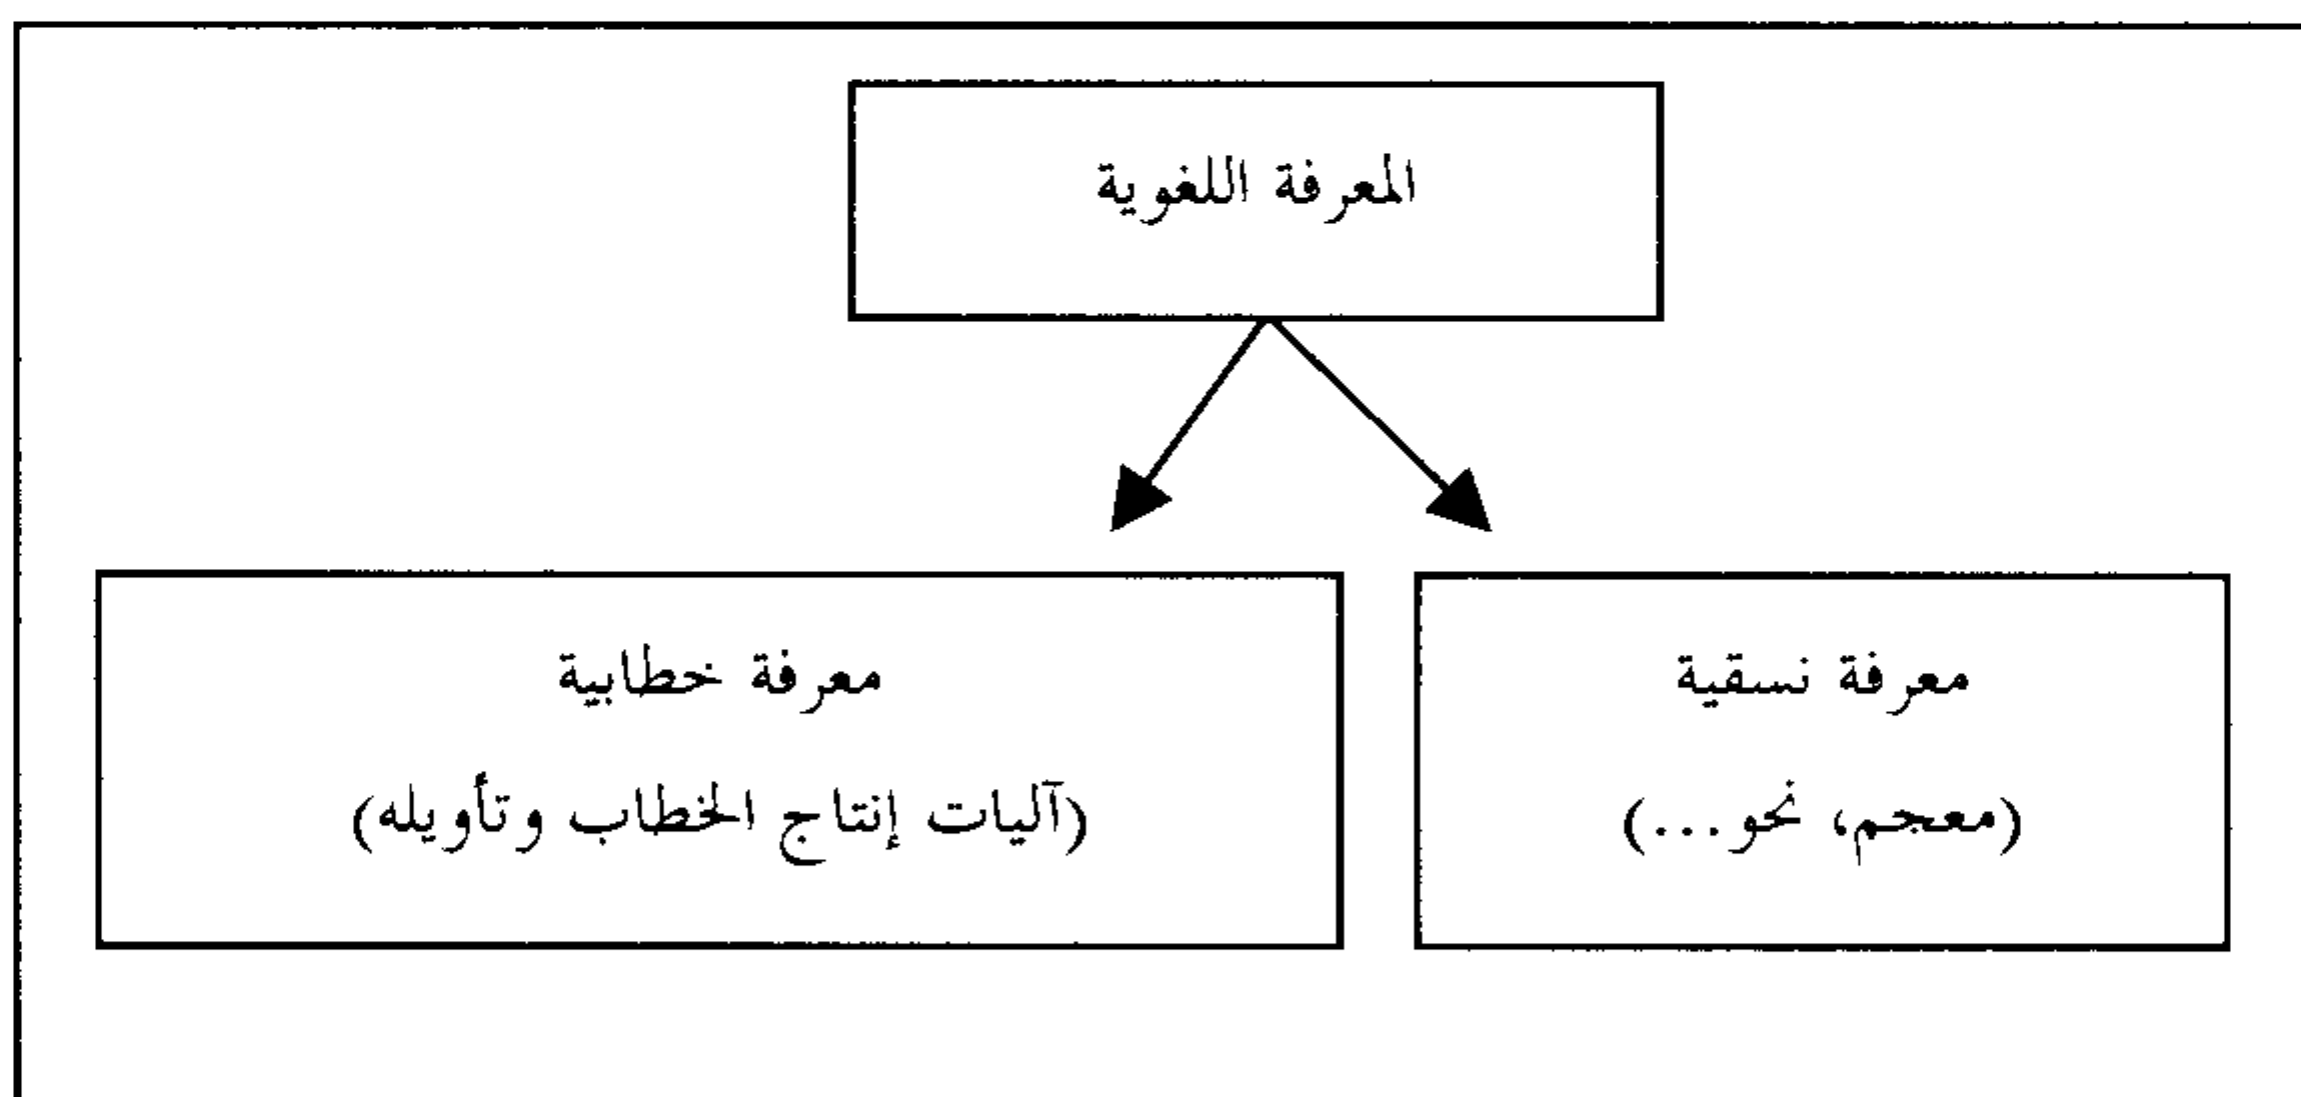 المعرفة اللغوية
معرفة نسقية
(معجم، نحو...)
معرفة خطابية
(آليات إنتاج الخطاب وتأويله)